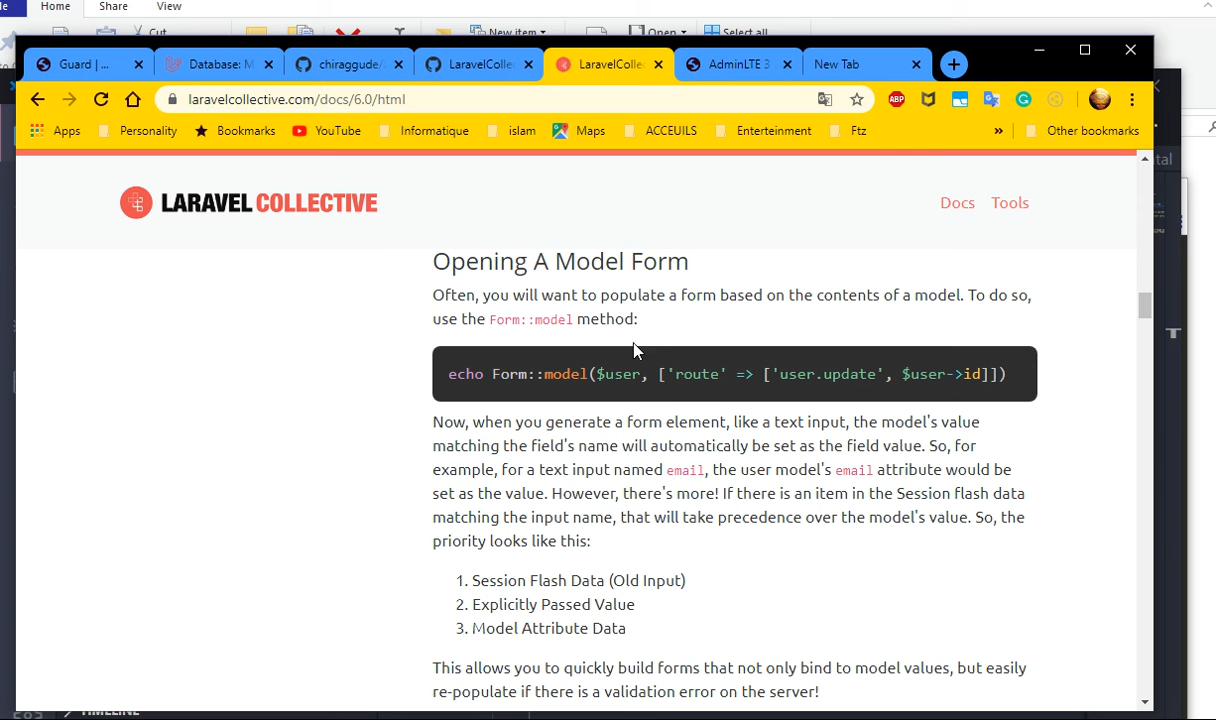 Home Share View
Cut
New item
Open
Select all
Guard | ...
Database: M
chiraggude/
LaravelColle
LaravelColle
AdminLTE 3
New Tab
laravelcollective.com/docs/6.0/html
ABP
Apps Personality Bookmarks YouTube Informatique islam Maps ACCEUILS Enterteinment Ftz » Other bookmarks
LARAVEL COLLECTIVE
Docs Tools
Opening A Model Form
Often, you will want to populate a form based on the contents of a model. To do so,
use the Form::model method:
echo Form::model($user, ['route' => ['user.update', $user->id]])
Now, when you generate a form element, like a text input, the model's value
matching the field's name will automatically be set as the field value. So, for
example, for a text input named email, the user model's email attribute would be
set as the value. However, there's more! If there is an item in the Session flash data
matching the input name, that will take precedence over the model's value. So, the
priority looks like this:
1. Session Flash Data (Old Input)
2. Explicitly Passed Value
3. Model Attribute Data
This allows you to quickly build forms that not only bind to model values, but easily
re-populate if there is a validation error on the server!
TIMELINE